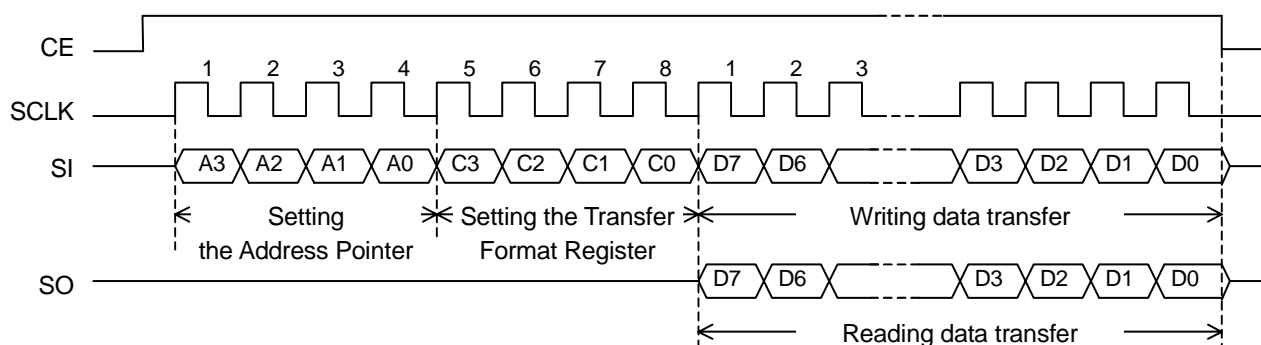 CE
1 2 3 4 5 6 7 8 1 2 3
SCLK
SI A3 A2 A1 A0 C3 C2 C1 C0 D7 D6 D3 D2 D1 D0
Setting Setting the Transfer Writing data transfer
the Address Pointer Format Register
SO D7 D6 D3 D2 D1 D0
Reading data transfer